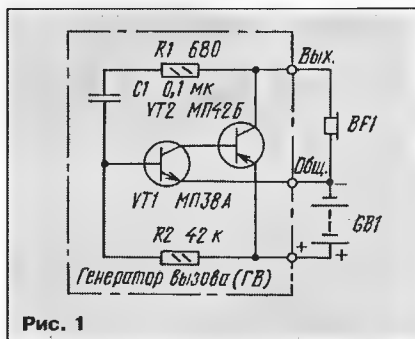 R1 680
Вых.
C1 0,1 мк
VT2 МП42Б
BF1
Общ.
−
VT1 МП38А
GB1
R2 42 к
+ +
Генератор вызова (ГВ)
Рис. 1